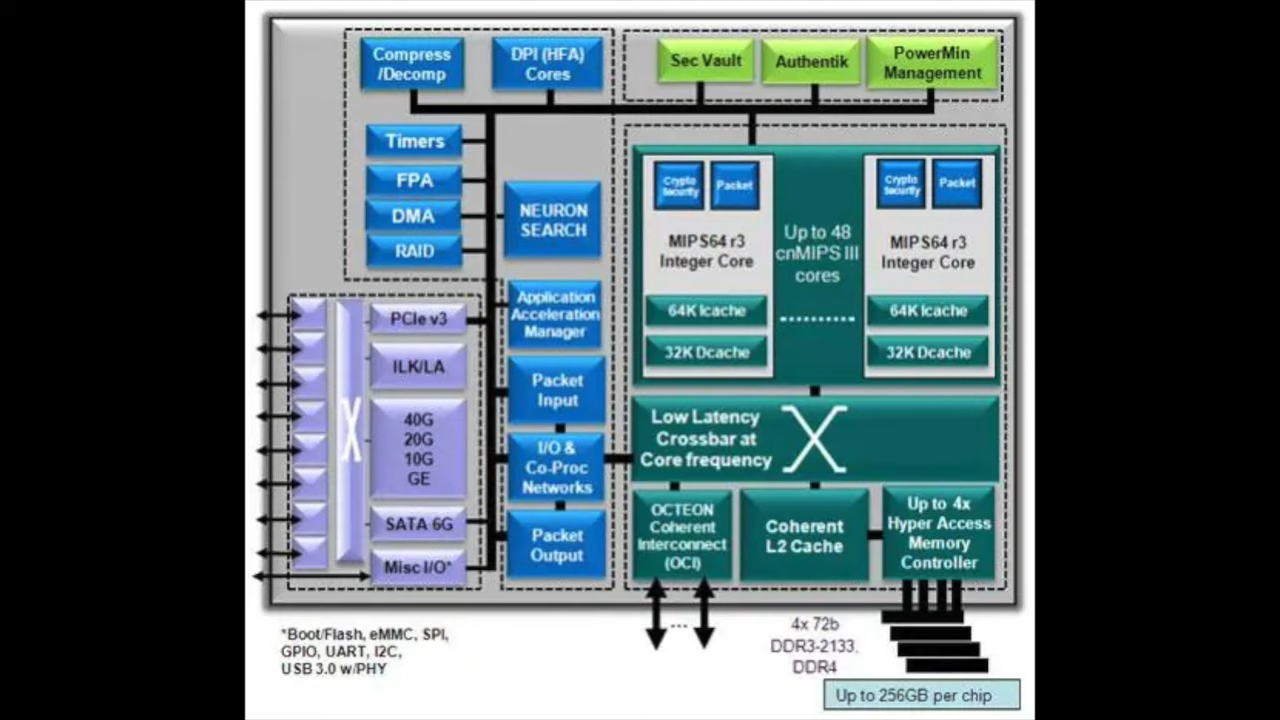 Compress
/Decomp
DPI (HFA)
Cores
Sec Vault
Authentik
PowerMin
Management
Timers
FPA
DMA
RAID
NEURON
SEARCH
Crypto
Security
Packet
MIPS64 r3
Integer Core
64K Icache
32K Dcache
Up to 48
cnMIPS III
cores
Crypto
Security
Packet
MIPS64 r3
Integer Core
64K Icache
32K Dcache
PCIe v3
ILK/LA
40G
20G
10G
GE
SATA 6G
Misc I/O*
X
Application
Acceleration
Manager
Packet
Input
I/O &
Co-Proc
Networks
Packet
Output
Low Latency
Crossbar at
Core frequency
OCTEON
Coherent
Interconnect
(OCI)
Coherent
L2 Cache
Up to 4x
Hyper Access
Memory
Controller
*Boot/Flash, eMMC, SPI,
GPIO, UART, I2C,
USB 3.0 w/PHY
4x 72b
DDR3-2133,
DDR4
Up to 256GB per chip